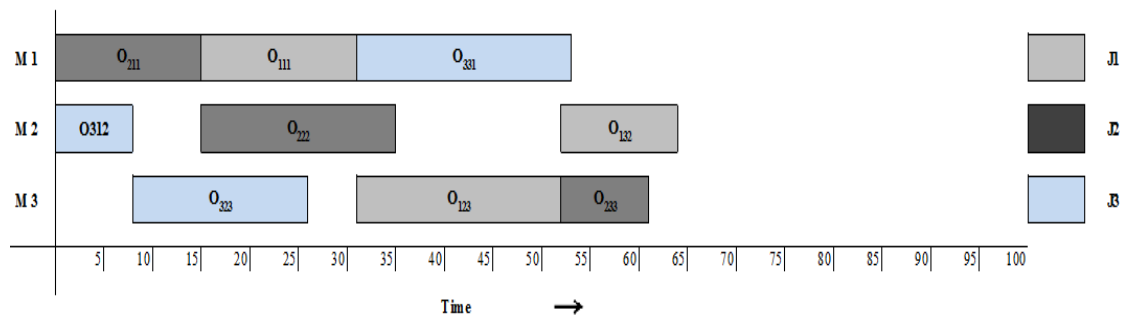 M 1 O211 O111 O331 J1
M 2 O312 O222 O132 J2
M 3 O323 O123 O233 J3
5 10 15 20 25 30 35 40 45 50 55 60 65 70 75 80 85 90 95 100
Time →